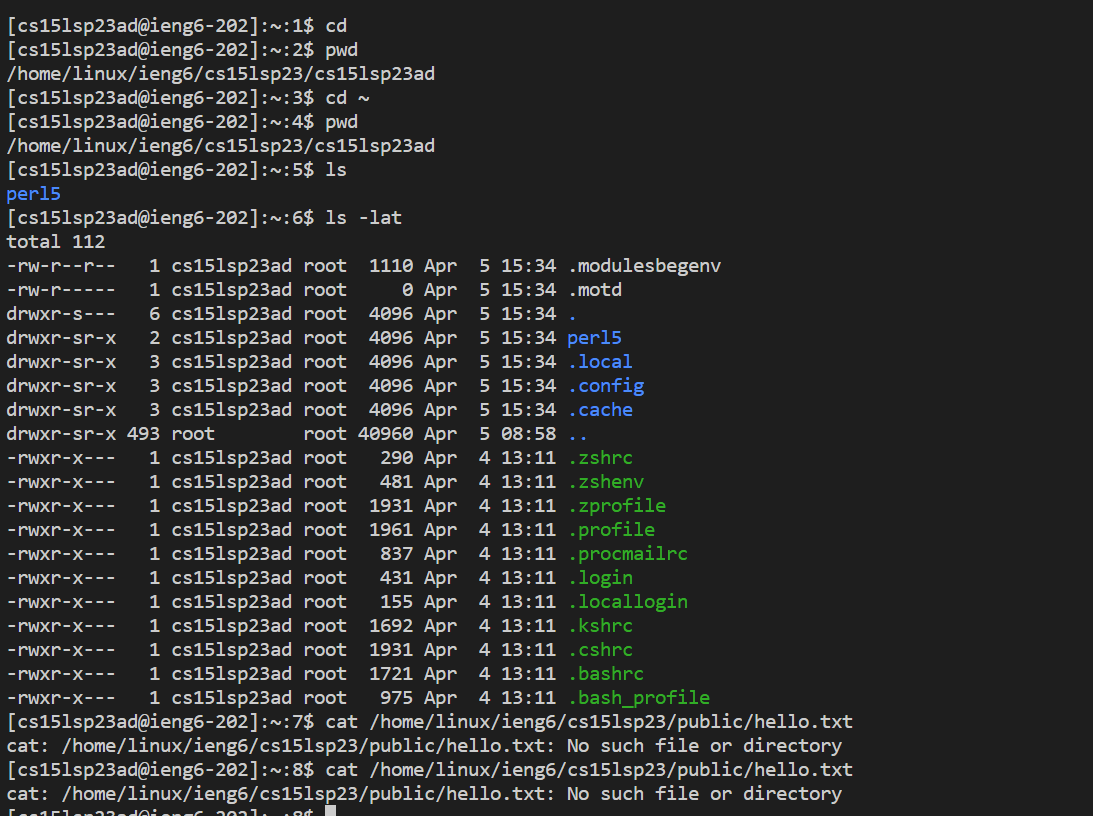 [cs15lsp23ad@ieng6-202]:~:1$ cd
[cs15lsp23ad@ieng6-202]:~:2$ pwd
/home/linux/ieng6/cs15lsp23/cs15lsp23ad
[cs15lsp23ad@ieng6-202]:~:3$ cd ~
[cs15lsp23ad@ieng6-202]:~:4$ pwd
/home/linux/ieng6/cs15lsp23/cs15lsp23ad
[cs15lsp23ad@ieng6-202]:~:5$ ls
perl5
[cs15lsp23ad@ieng6-202]:~:6$ ls -lat
total 112
-rw-r--r--   1 cs15lsp23ad root  1110 Apr  5 15:34 .modulesbegenv
-rw-r-----   1 cs15lsp23ad root     0 Apr  5 15:34 .motd
drwxr-s---   6 cs15lsp23ad root  4096 Apr  5 15:34 .
drwxr-sr-x   2 cs15lsp23ad root  4096 Apr  5 15:34 perl5
drwxr-sr-x   3 cs15lsp23ad root  4096 Apr  5 15:34 .local
drwxr-sr-x   3 cs15lsp23ad root  4096 Apr  5 15:34 .config
drwxr-sr-x   3 cs15lsp23ad root  4096 Apr  5 15:34 .cache
drwxr-sr-x 493 root        root 40960 Apr  5 08:58 ..
-rwxr-x---   1 cs15lsp23ad root   290 Apr  4 13:11 .zshrc
-rwxr-x---   1 cs15lsp23ad root   481 Apr  4 13:11 .zshenv
-rwxr-x---   1 cs15lsp23ad root  1931 Apr  4 13:11 .zprofile
-rwxr-x---   1 cs15lsp23ad root  1961 Apr  4 13:11 .profile
-rwxr-x---   1 cs15lsp23ad root   837 Apr  4 13:11 .procmailrc
-rwxr-x---   1 cs15lsp23ad root   431 Apr  4 13:11 .login
-rwxr-x---   1 cs15lsp23ad root   155 Apr  4 13:11 .locallogin
-rwxr-x---   1 cs15lsp23ad root  1692 Apr  4 13:11 .kshrc
-rwxr-x---   1 cs15lsp23ad root  1931 Apr  4 13:11 .cshrc
-rwxr-x---   1 cs15lsp23ad root  1721 Apr  4 13:11 .bashrc
-rwxr-x---   1 cs15lsp23ad root   975 Apr  4 13:11 .bash_profile
[cs15lsp23ad@ieng6-202]:~:7$ cat /home/linux/ieng6/cs15lsp23/public/hello.txt
cat: /home/linux/ieng6/cs15lsp23/public/hello.txt: No such file or directory
[cs15lsp23ad@ieng6-202]:~:8$ cat /home/linux/ieng6/cs15lsp23/public/hello.txt
cat: /home/linux/ieng6/cs15lsp23/public/hello.txt: No such file or directory
[cs15lsp23ad@ieng6-202]:~:8$